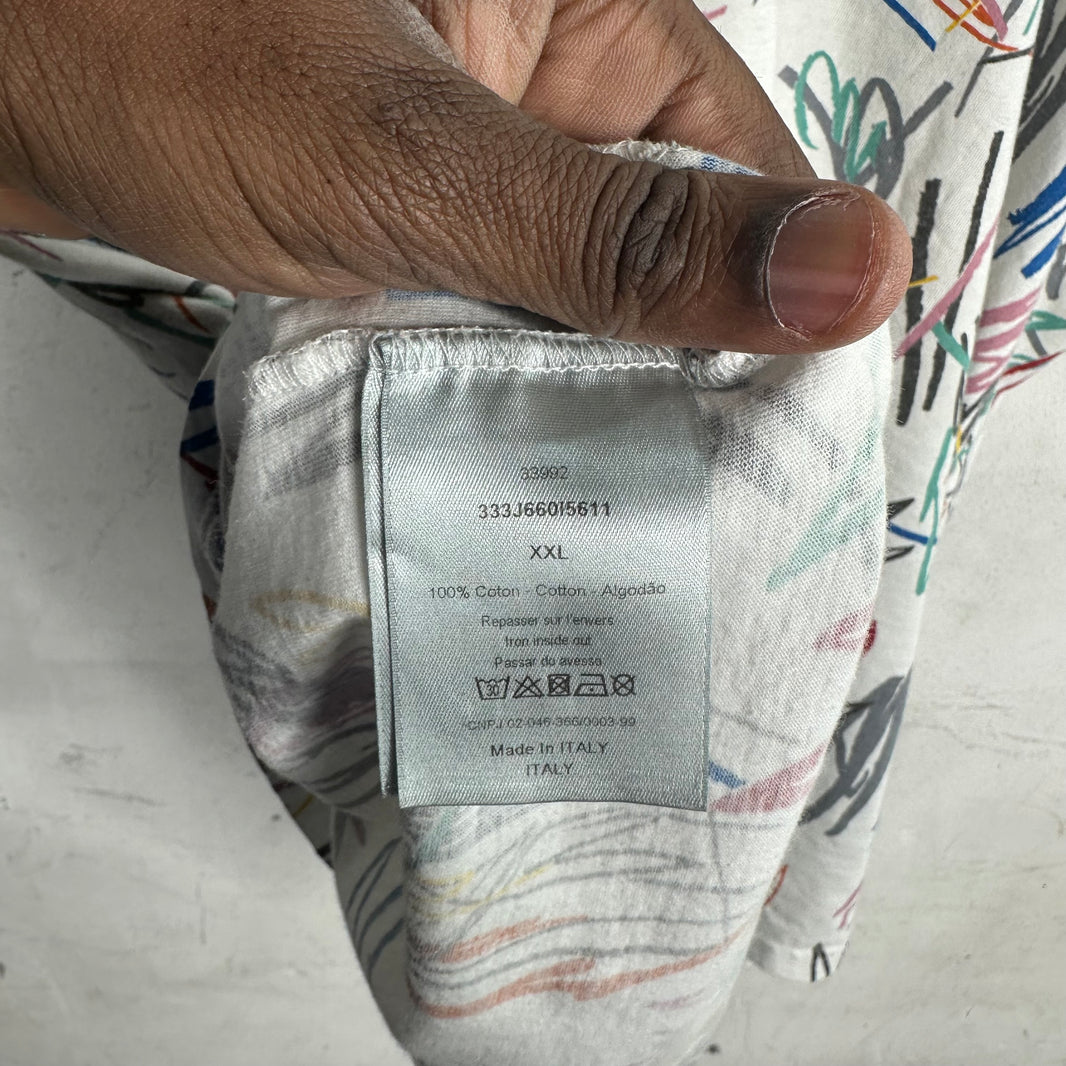 33992
333J660I5611
XXL
100% Coton - Cotton - Algodão
Repasser sur l'envers
Iron inside out
Passar do avesso
30°
CNPJ 02-046-366/0003-99
Made In ITALY
ITALY